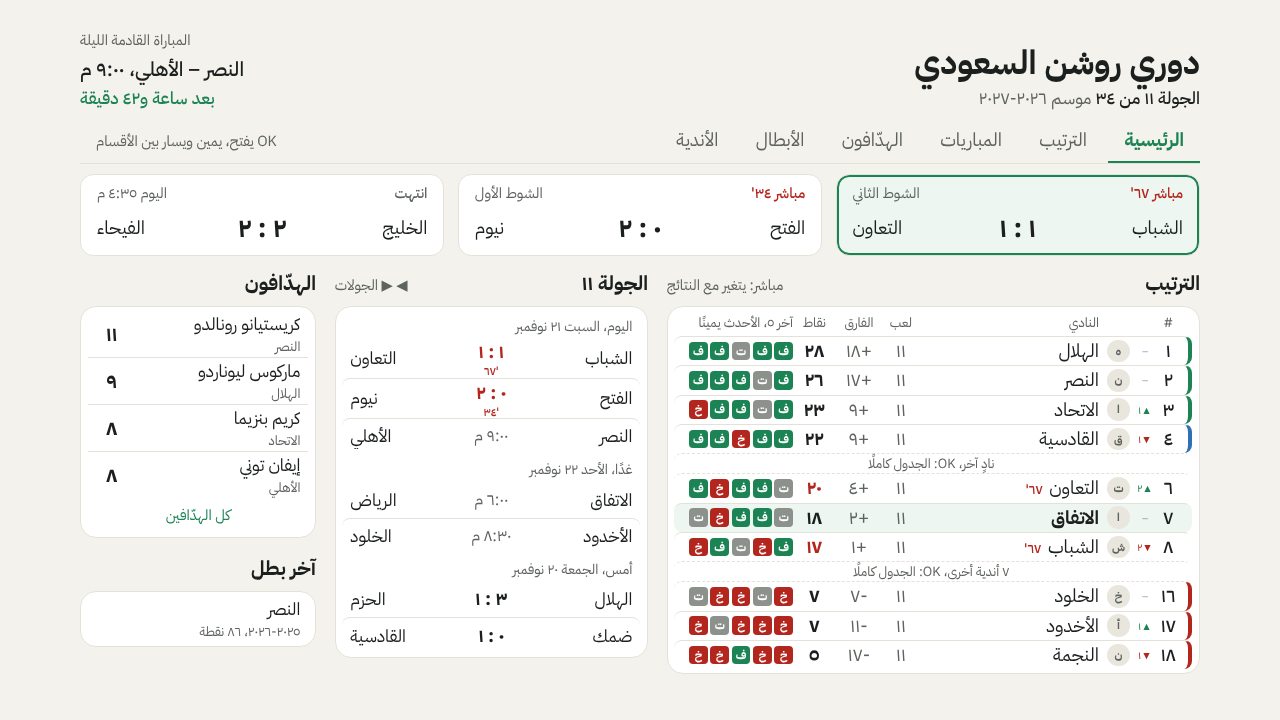 دوري روشن السعودي
الجولة ١١ من ٣٤ موسم ٢٠٢٦-٢٠٢٧
المباراة القادمة الليلة
النصر – الأهلي، ٩:٠٠ م
بعد ساعة و٤٢ دقيقة
الرئيسية الترتيب المباريات الهدّافون الأبطال الأندية
OK يفتح، يمين ويسار بين الأقسام
مباشر ٦٧' الشوط الثاني
الشباب ١ : ١ التعاون
مباشر ٣٤' الشوط الأول
الفتح ٠ : ٢ نيوم
انتهت اليوم ٤:٣٥ م
الخليج ٢ : ٢ الفيحاء
الترتيب
مباشر: يتغير مع النتائج
# النادي لعب الفارق نقاط آخر ٥، الأحدث يمينًا
١ – ه الهلال ١١ +١٨ ٢٨ ف ف ت ف ف
٢ – ن النصر ١١ +١٧ ٢٦ ف ت ف ف ف
٣ ▲١ ا الاتحاد ١١ +٩ ٢٣ ف ت ف ف خ
٤ ▼١ ق القادسية ١١ +٩ ٢٢ ف ف خ ف ف
نادٍ آخر، OK: الجدول كاملًا
٦ ▲٢ ت التعاون ٦٧' ١١ +٤ ٢٠ ت ف ف خ ف
٧ – ا الاتفاق ١١ +٢ ١٨ ت ف ف خ ت
٨ ▼٢ ش الشباب ٦٧' ١١ +١ ١٧ ت خ ت ف خ
٧ أندية أخرى، OK: الجدول كاملًا
١٦ – خ الخلود ١١ -٧ ٧ خ ت خ خ ت
١٧ ▲١ أ الأخدود ١١ -١١ ٧ خ خ خ ت خ
١٨ ▼١ ن النجمة ١١ -١٧ ٥ خ خ ف خ خ
الجولة ١١
◀ ▶ الجولات
اليوم، السبت ٢١ نوفمبر
الشباب ١ : ١ التعاون
٦٧'
الفتح ٠ : ٢ نيوم
٣٤'
النصر ٩:٠٠ م الأهلي
غدًا، الأحد ٢٢ نوفمبر
الاتفاق ٦:٠٠ م الرياض
الأخدود ٨:٣٠ م الخلود
أمس، الجمعة ٢٠ نوفمبر
الهلال ٣ : ١ الحزم
ضمك ٠ : ١ القادسية
الهدّافون
كريستيانو رونالدو ١١
النصر
ماركوس ليوناردو ٩
الهلال
كريم بنزيما ٨
الاتحاد
إيفان توني ٨
الأهلي
كل الهدّافين
آخر بطل
النصر
٢٠٢٥-٢٠٢٦، ٨٦ نقطة